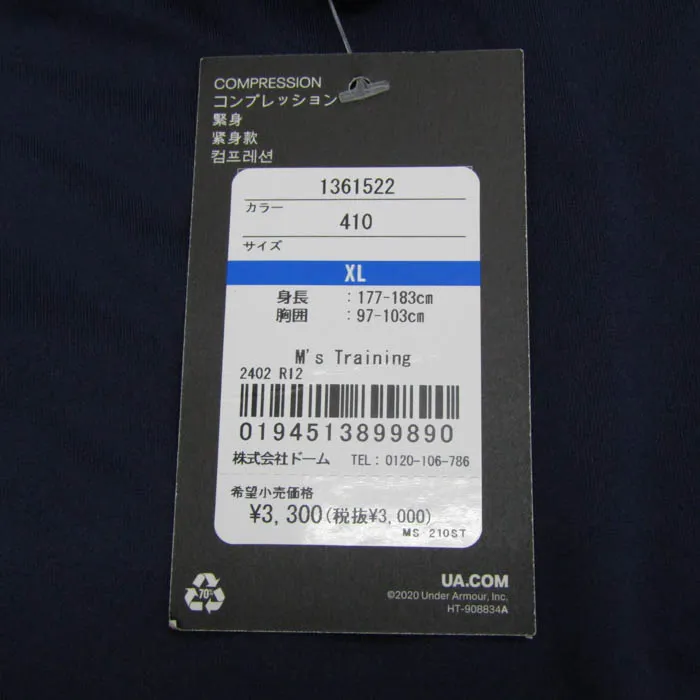 COMPRESSION
コンプレッション
緊身
紧身款
컴프레션
1361522
カラー
410
サイズ
XL
身長 : 177-183cm
胸囲 : 97-103cm
M's Training
2402 R12
0194513899890
株式会社ドーム TEL: 0120-106-786
希望小売価格
¥3,300(税抜¥3,000)
MS 210ST
70%
UA.COM
©2020 Under Armour, Inc.
HT-908834A